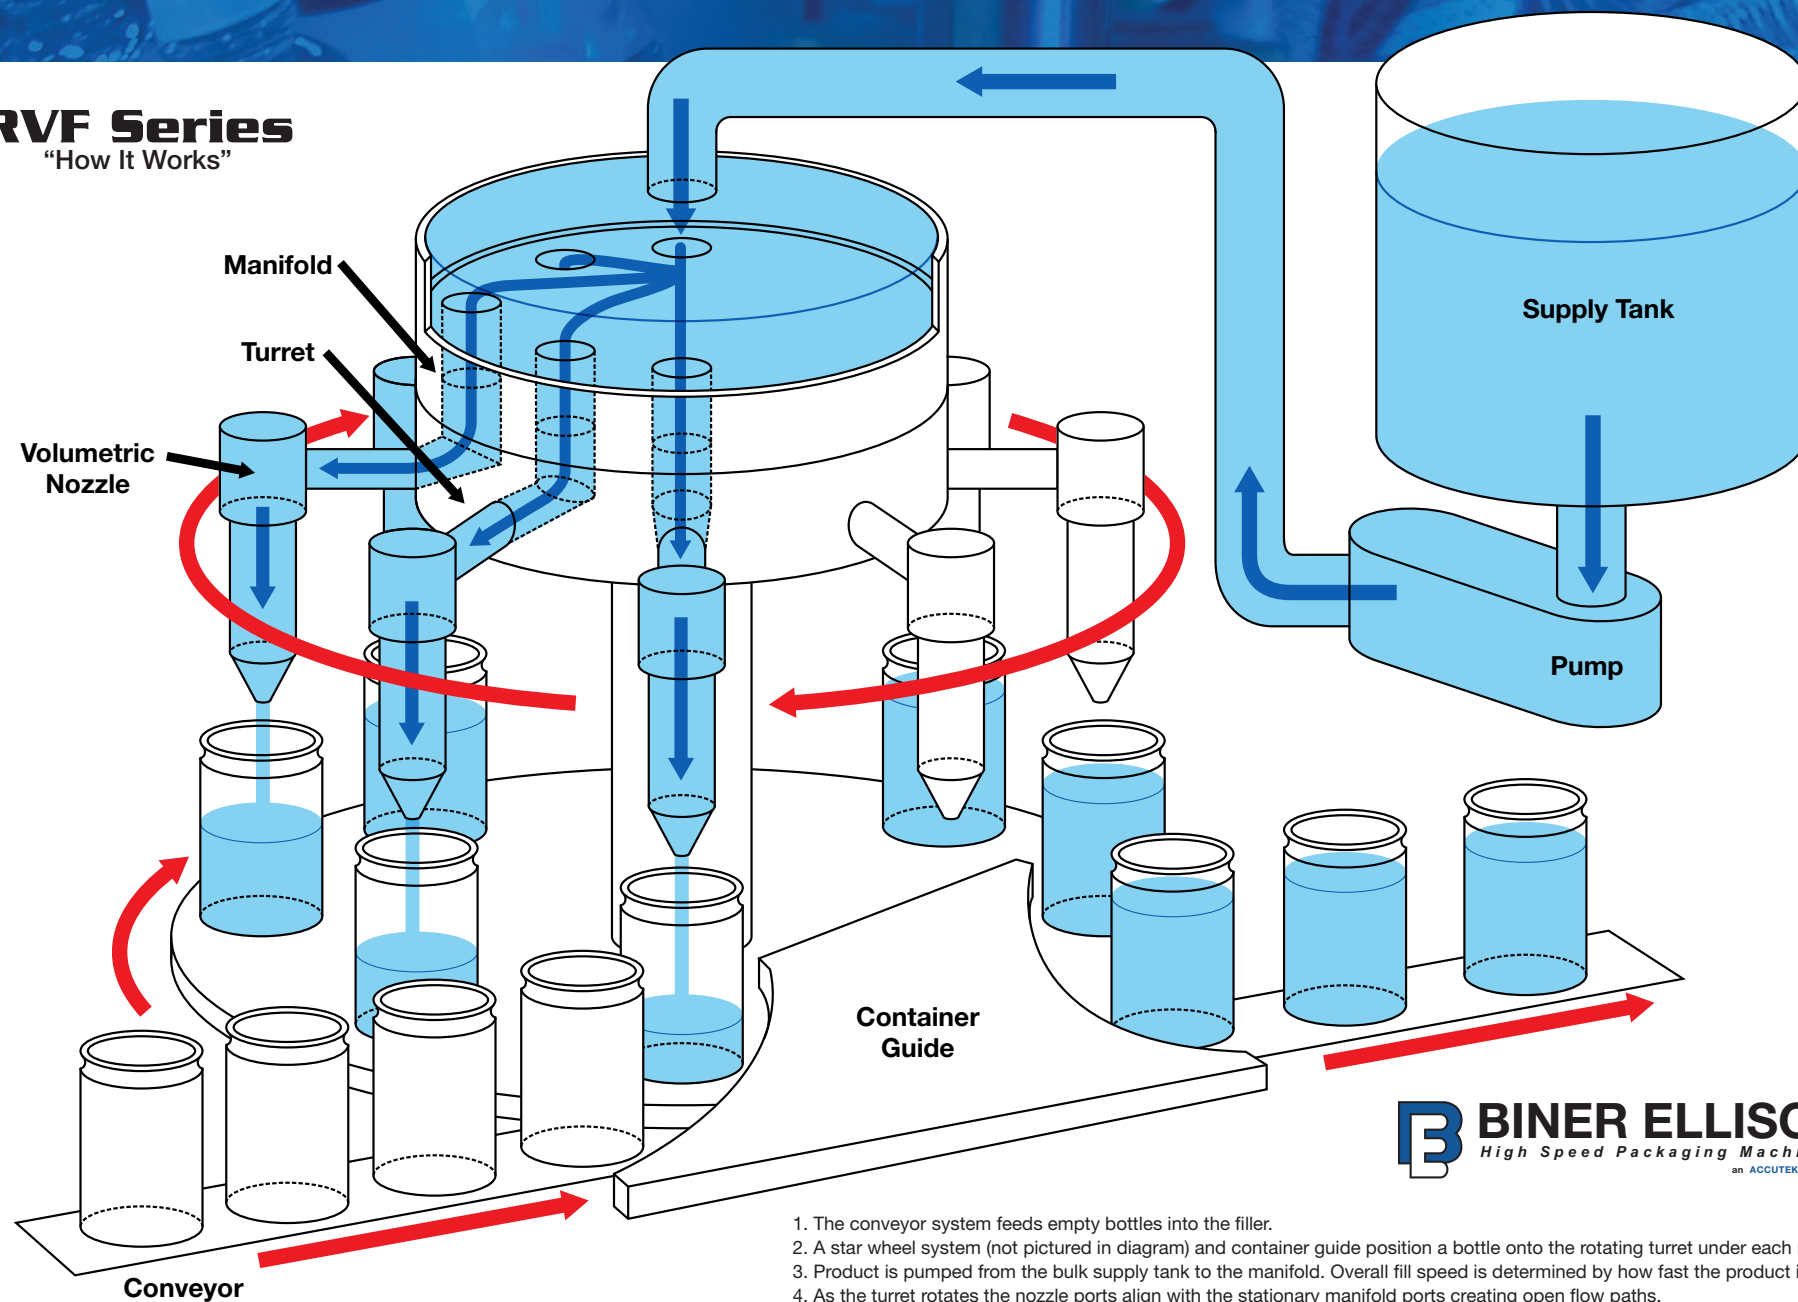 RVF Series
“How It Works”
Manifold
Turret
Volumetric
Nozzle
Supply Tank
Pump
Container
Guide
Conveyor
BINER ELLISO
High Speed Packaging Machi
an ACCUTEK
1. The conveyor system feeds empty bottles into the filler.
2. A star wheel system (not pictured in diagram) and container guide position a bottle onto the rotating turret under each
3. Product is pumped from the bulk supply tank to the manifold. Overall fill speed is determined by how fast the product i
4. As the turret rotates the nozzle ports align with the stationary manifold ports creating open flow paths.